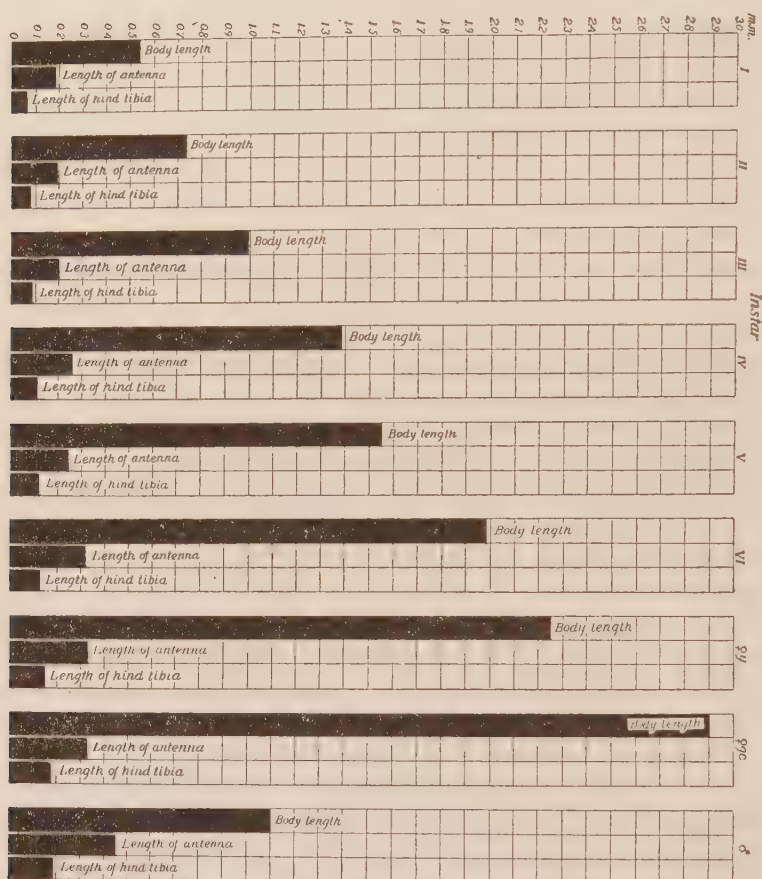 m.m.
0 0.1 0.2 0.3 0.4 0.5 0.6 0.7 0.8 0.9 1.0 1.1 1.2 1.3 1.4 1.5 1.6 1.7 1.8 1.9 2.0 2.1 2.2 2.3 2.4 2.5 2.6 2.7 2.8 2.9 3.0
Instar
I
Body length
Length of antenna
Length of hind tibia
II
Body length
Length of antenna
Length of hind tibia
III
Body length
Length of antenna
Length of hind tibia
IV
Body length
Length of antenna
Length of hind tibia
V
Body length
Length of antenna
Length of hind tibia
VI
Body length
Length of antenna
Length of hind tibia
♀y
Body length
Length of antenna
Length of hind tibia
Body length
Length of antenna
Length of hind tibia
♂
Body length
Length of antenna
Length of hind tibia